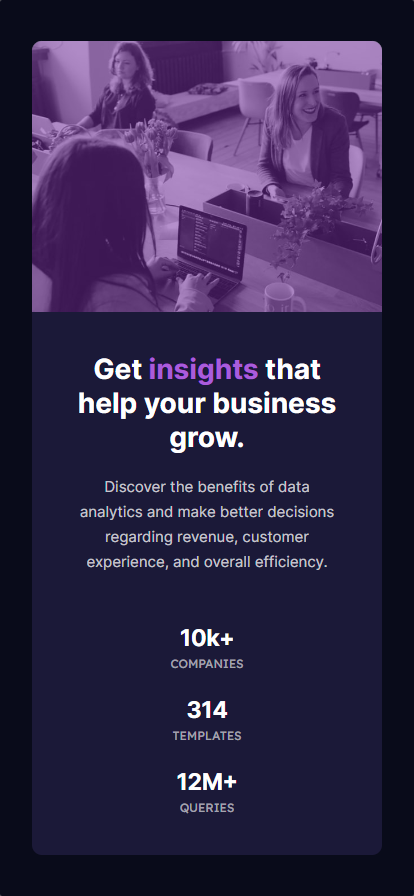 Get insights that
help your business
grow.
Discover the benefits of data
analytics and make better decisions
regarding revenue, customer
experience, and overall efficiency.
10k+
COMPANIES
314
TEMPLATES
12M+
QUERIES